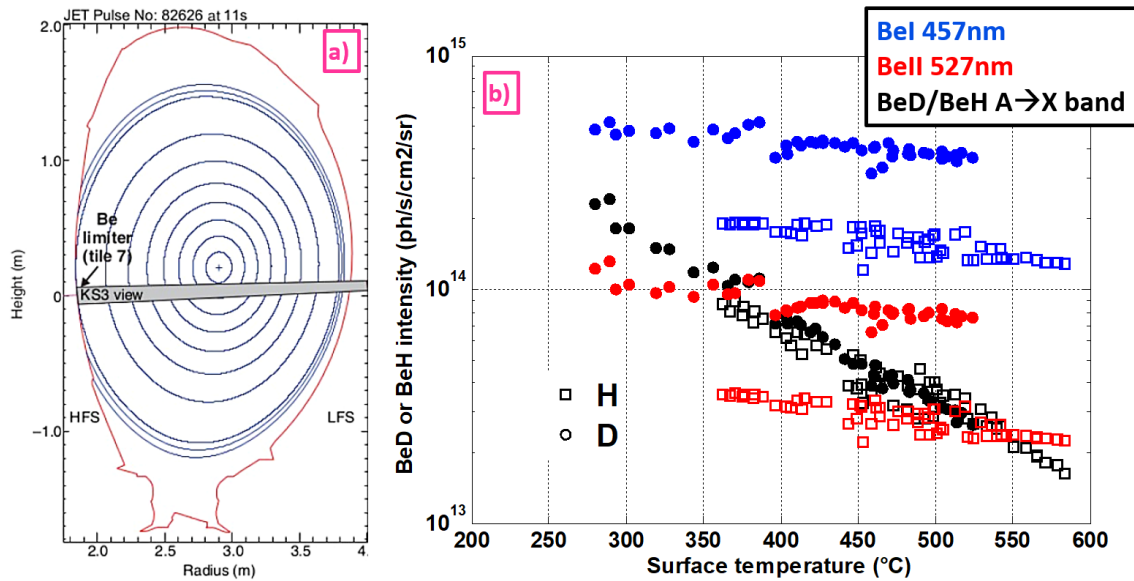 JET Pulse No: 82626 at 11s
a)
2.0
1.0
0
−1.0
Height (m)
Be
limiter
(tile 7)
KS3 view
HFS
LFS
2.0
2.5
3.0
3.5
4.
Radius (m)
BeI 457nm
BeII 527nm
BeD/BeH A→X band
b)
10^15
10^14
10^13
BeD or BeH intensity (ph/s/cm2/sr)
H
D
200
250
300
350
400
450
500
550
600
Surface temperature (°C)